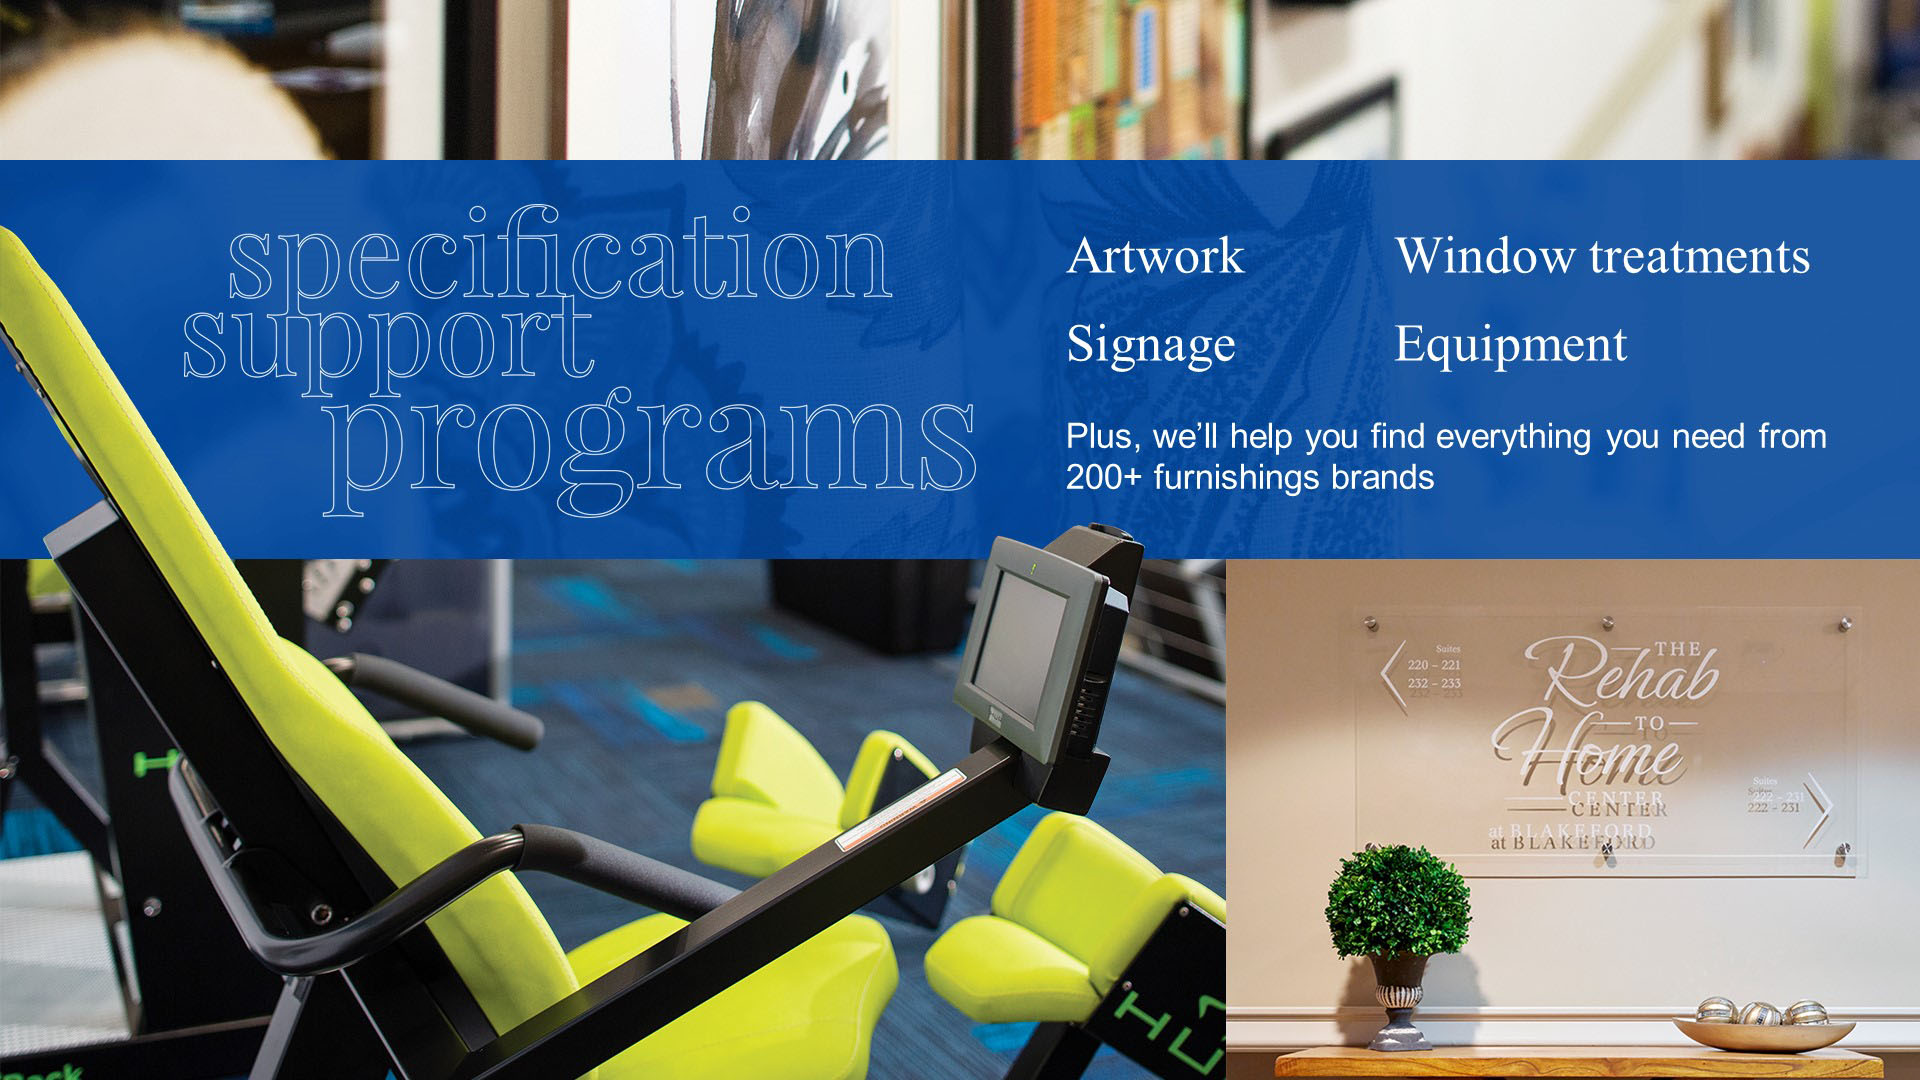 specification
support
programs
Artwork
Window treatments
Signage
Equipment
Plus, we’ll help you find everything you need from
200+ furnishings brands
Suites
220 – 221
232 – 233
THE
Rehab
TO
Home
CENTER
at BLAKEFORD
Suites
222 – 231